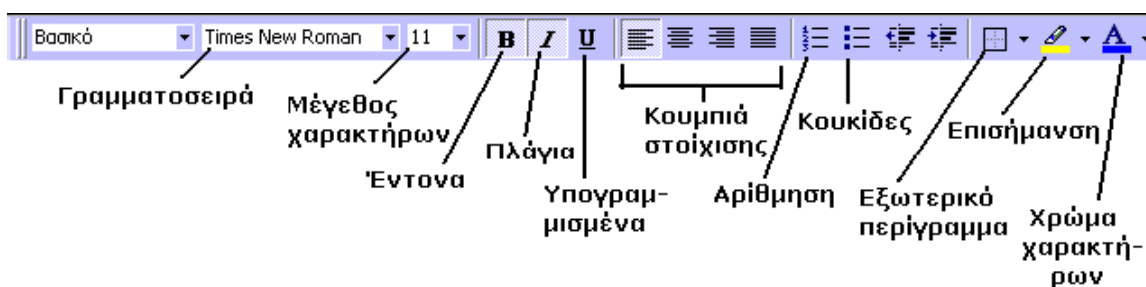 Βασικό Times New Roman 11 B I U A
Γραμματοσειρά
Μέγεθος
χαρακτήρων
Έντονα
Πλάγια
Υπογραμ-
μισμένα
Κουμπιά
στοίχισης
Αρίθμηση
Κουκίδες
Εξωτερικό
περίγραμμα
Επισήμανση
Χρώμα
χαρακτή-
ρων